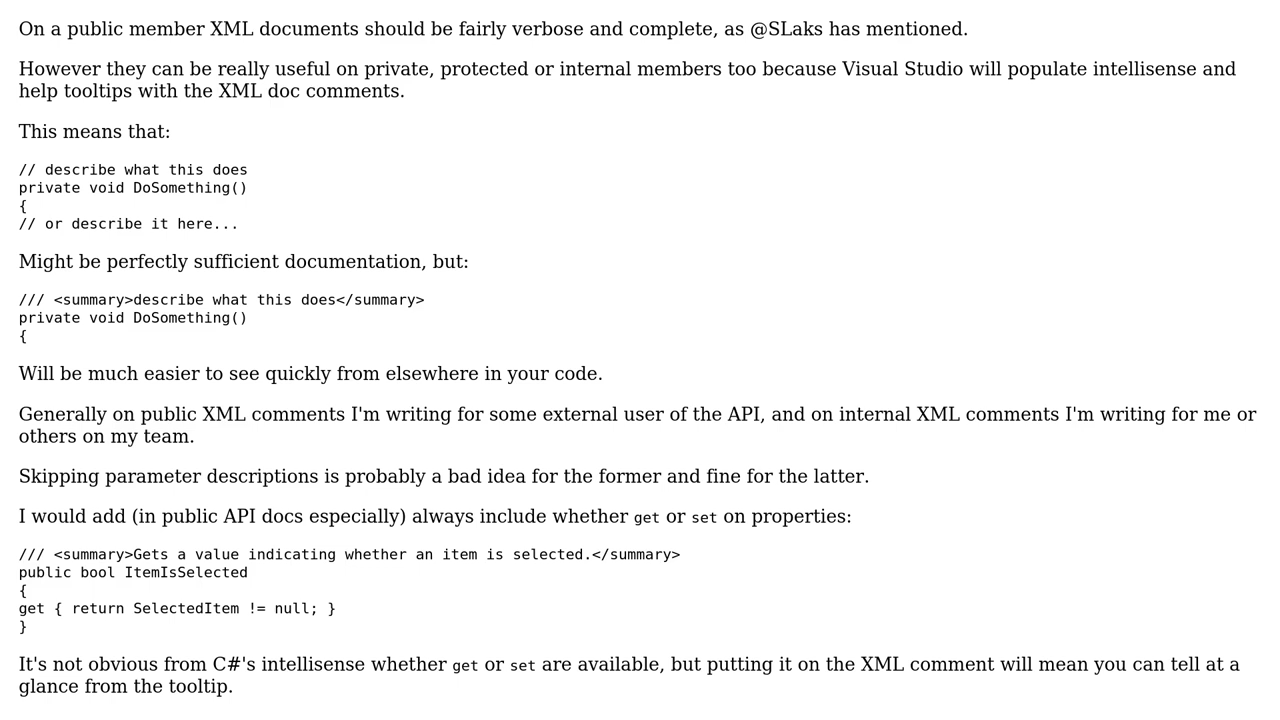 On a public member XML documents should be fairly verbose and complete, as @SLaks has mentioned.
However they can be really useful on private, protected or internal members too because Visual Studio will populate intellisense and
help tooltips with the XML doc comments.
This means that:
// describe what this does
private void DoSomething()
{
// or describe it here...
Might be perfectly sufficient documentation, but:
/// <summary>describe what this does</summary>
private void DoSomething()
{
Will be much easier to see quickly from elsewhere in your code.
Generally on public XML comments I'm writing for some external user of the API, and on internal XML comments I'm writing for me or
others on my team.
Skipping parameter descriptions is probably a bad idea for the former and fine for the latter.
I would add (in public API docs especially) always include whether get or set on properties:
/// <summary>Gets a value indicating whether an item is selected.</summary>
public bool ItemIsSelected
{
get { return SelectedItem != null; }
}
It's not obvious from C#'s intellisense whether get or set are available, but putting it on the XML comment will mean you can tell at a
glance from the tooltip.